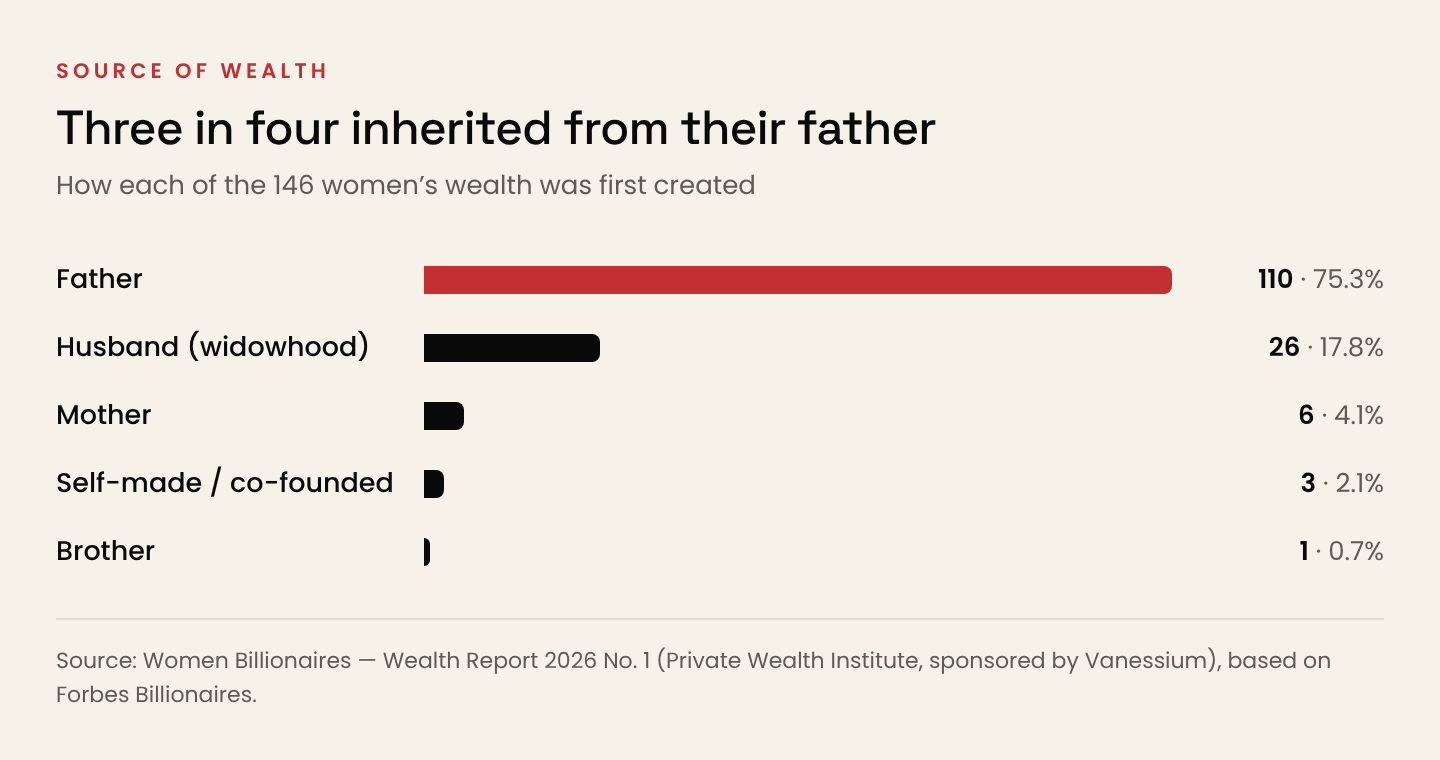 SOURCE OF WEALTH
Three in four inherited from their father
How each of the 146 women’s wealth was first created
Father 110 · 75.3%
Husband (widowhood) 26 · 17.8%
Mother 6 · 4.1%
Self-made / co-founded 3 · 2.1%
Brother 1 · 0.7%
Source: Women Billionaires — Wealth Report 2026 No. 1 (Private Wealth Institute, sponsored by Vanessium), based on
Forbes Billionaires.